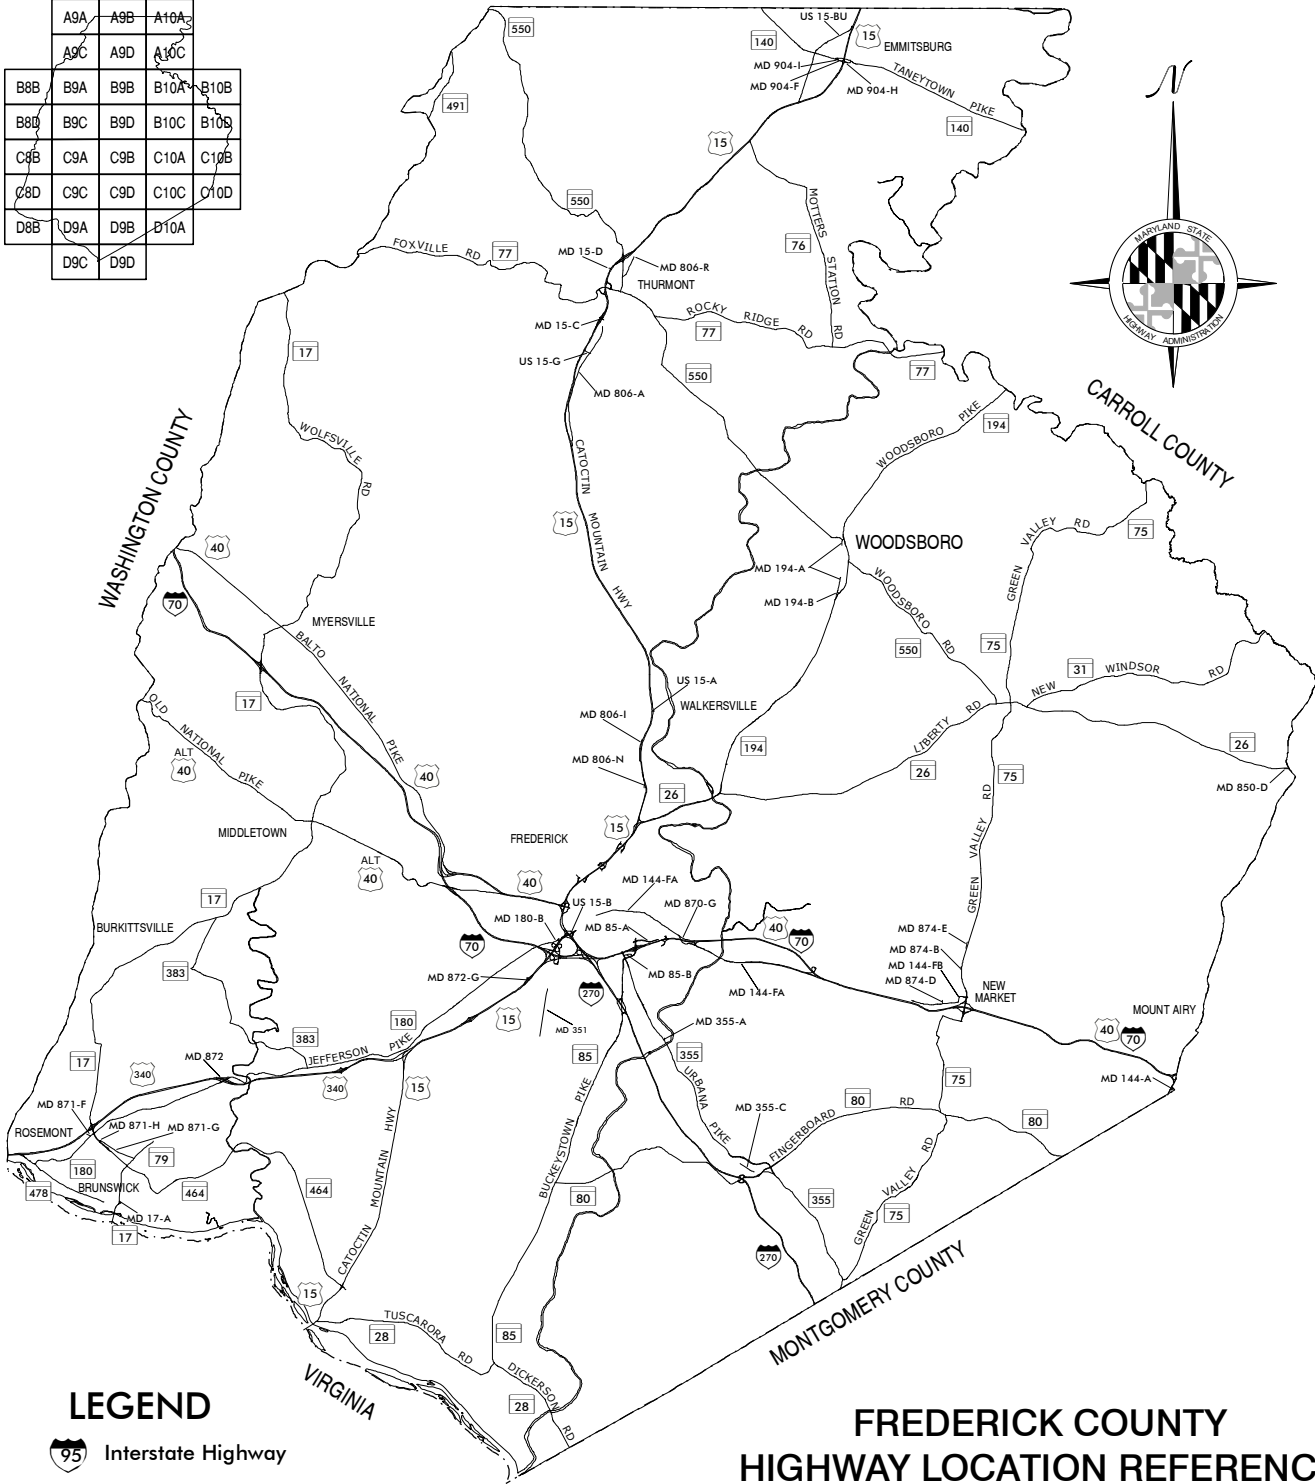 A9A A9B A10A
A9C A9D A10C
B8B B9A B9B B10A B10B
B8D B9C B9D B10C B10D
C8B C9A C9B C10A C10B
C8D C9C C9D C10C C10D
D8B D9A D9B D10A
D9C D9D
550
US 15-BU
140
15
EMMITSBURG
MD 904-I
MD 904-F
MD 904-H
TANEYTOWN PIKE
140
491
15
550
MOTTERS STATION RD
76
FOXVILLE RD
77
MD 15-D
MD 806-R
THURMONT
MARYLAND STATE
HIGHWAY ADMINISTRATION
ROCKY RIDGE RD
77
MD 15-C
17
US 15-G
550
77
MD 806-A
CARROLL COUNTY
WOODSBORO PIKE
194
WOLFSVILLE RD
CATOCTIN MOUNTAIN HWY
15
WASHINGTON COUNTY
40
GREEN VALLEY RD
75
WOODSBORO
MD 194-A
MD 194-B
70
WOODSBORO RD
550
MYERSVILLE
BALTO NATIONAL PIKE
75
31
NEW WINDSOR RD
US 15-A
WALKERSVILLE
17
OLD NATIONAL PIKE
ALT
40
MD 806-I
194
LIBERTY RD
26
26
MD 806-N
40
75
26
MD 850-D
MIDDLETOWN
15
FREDERICK
GREEN VALLEY RD
ALT
40
40
MD 144-FA
17
US 15-B
MD 870-G
MD 180-B
MD 85-A
BURKITTSVILLE
40
70
70
MD 874-E
MD 874-B
MD 144-FB
MD 874-D
383
MD 872-G
MD 85-B
270
MD 144-FA
NEW
MARKET
MOUNT AIRY
180
15
MD 351
MD 355-A
40
70
383
JEFFERSON PIKE
85
355
17
MD 872
340
340
15
URBANA PIKE
75
MD 144-A
MD 871-F
MD 355-C
80
FINGERBOARD RD
80
ROSEMONT
MD 871-H
MD 871-G
79
180
BRUNSWICK
478
464
464
CATOCTIN MOUNTAIN HWY
BUCKEYSTOWN PIKE
80
355
GREEN VALLEY RD
75
MD 17-A
17
270
15
MONTGOMERY COUNTY
TUSCARORA RD
28
85
DICKERSON RD
28
VIRGINIA
LEGEND
95 Interstate Highway
FREDERICK COUNTY
HIGHWAY LOCATION REFERENC